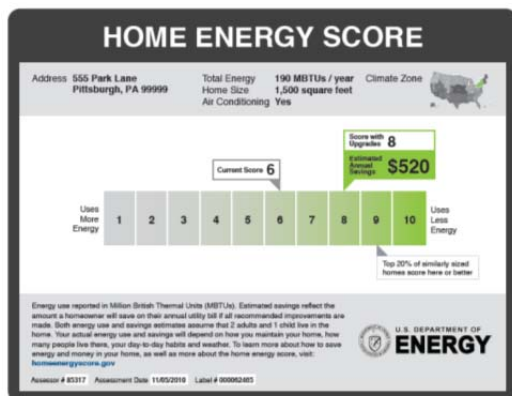 HOME ENERGY SCORE
Address 555 Park Lane
Pittsburgh, PA 99999
Total Energy 190 MBTUs / year
Home Size 1,500 square feet
Air Conditioning Yes
Climate Zone
Score with
Upgrades 8
Estimated
Annual
Savings $520
Current Score 6
Uses
More
Energy
1 2 3 4 5 6 7 8 9 10
Uses
Less
Energy
Top 20% of similarly sized
homes score here or better
Energy use reported in Million British Thermal Units (MBTUs). Estimated savings reflect the
amount a homeowner will save on their annual utility bill if all recommended improvements are
made. Both energy use and savings estimates assume that 2 adults and 1 child live in the
home. Your actual energy use and savings will depend on how you maintain your home, how
many people live there, your day-to-day habits and weather. To learn more about how to save
energy and money in your home, as well as more about the home energy score, visit:
homeenergyscore.gov
U.S. DEPARTMENT OF
ENERGY
Assessor # 85317 Assessment Date 11/05/2010 Label # 000062485